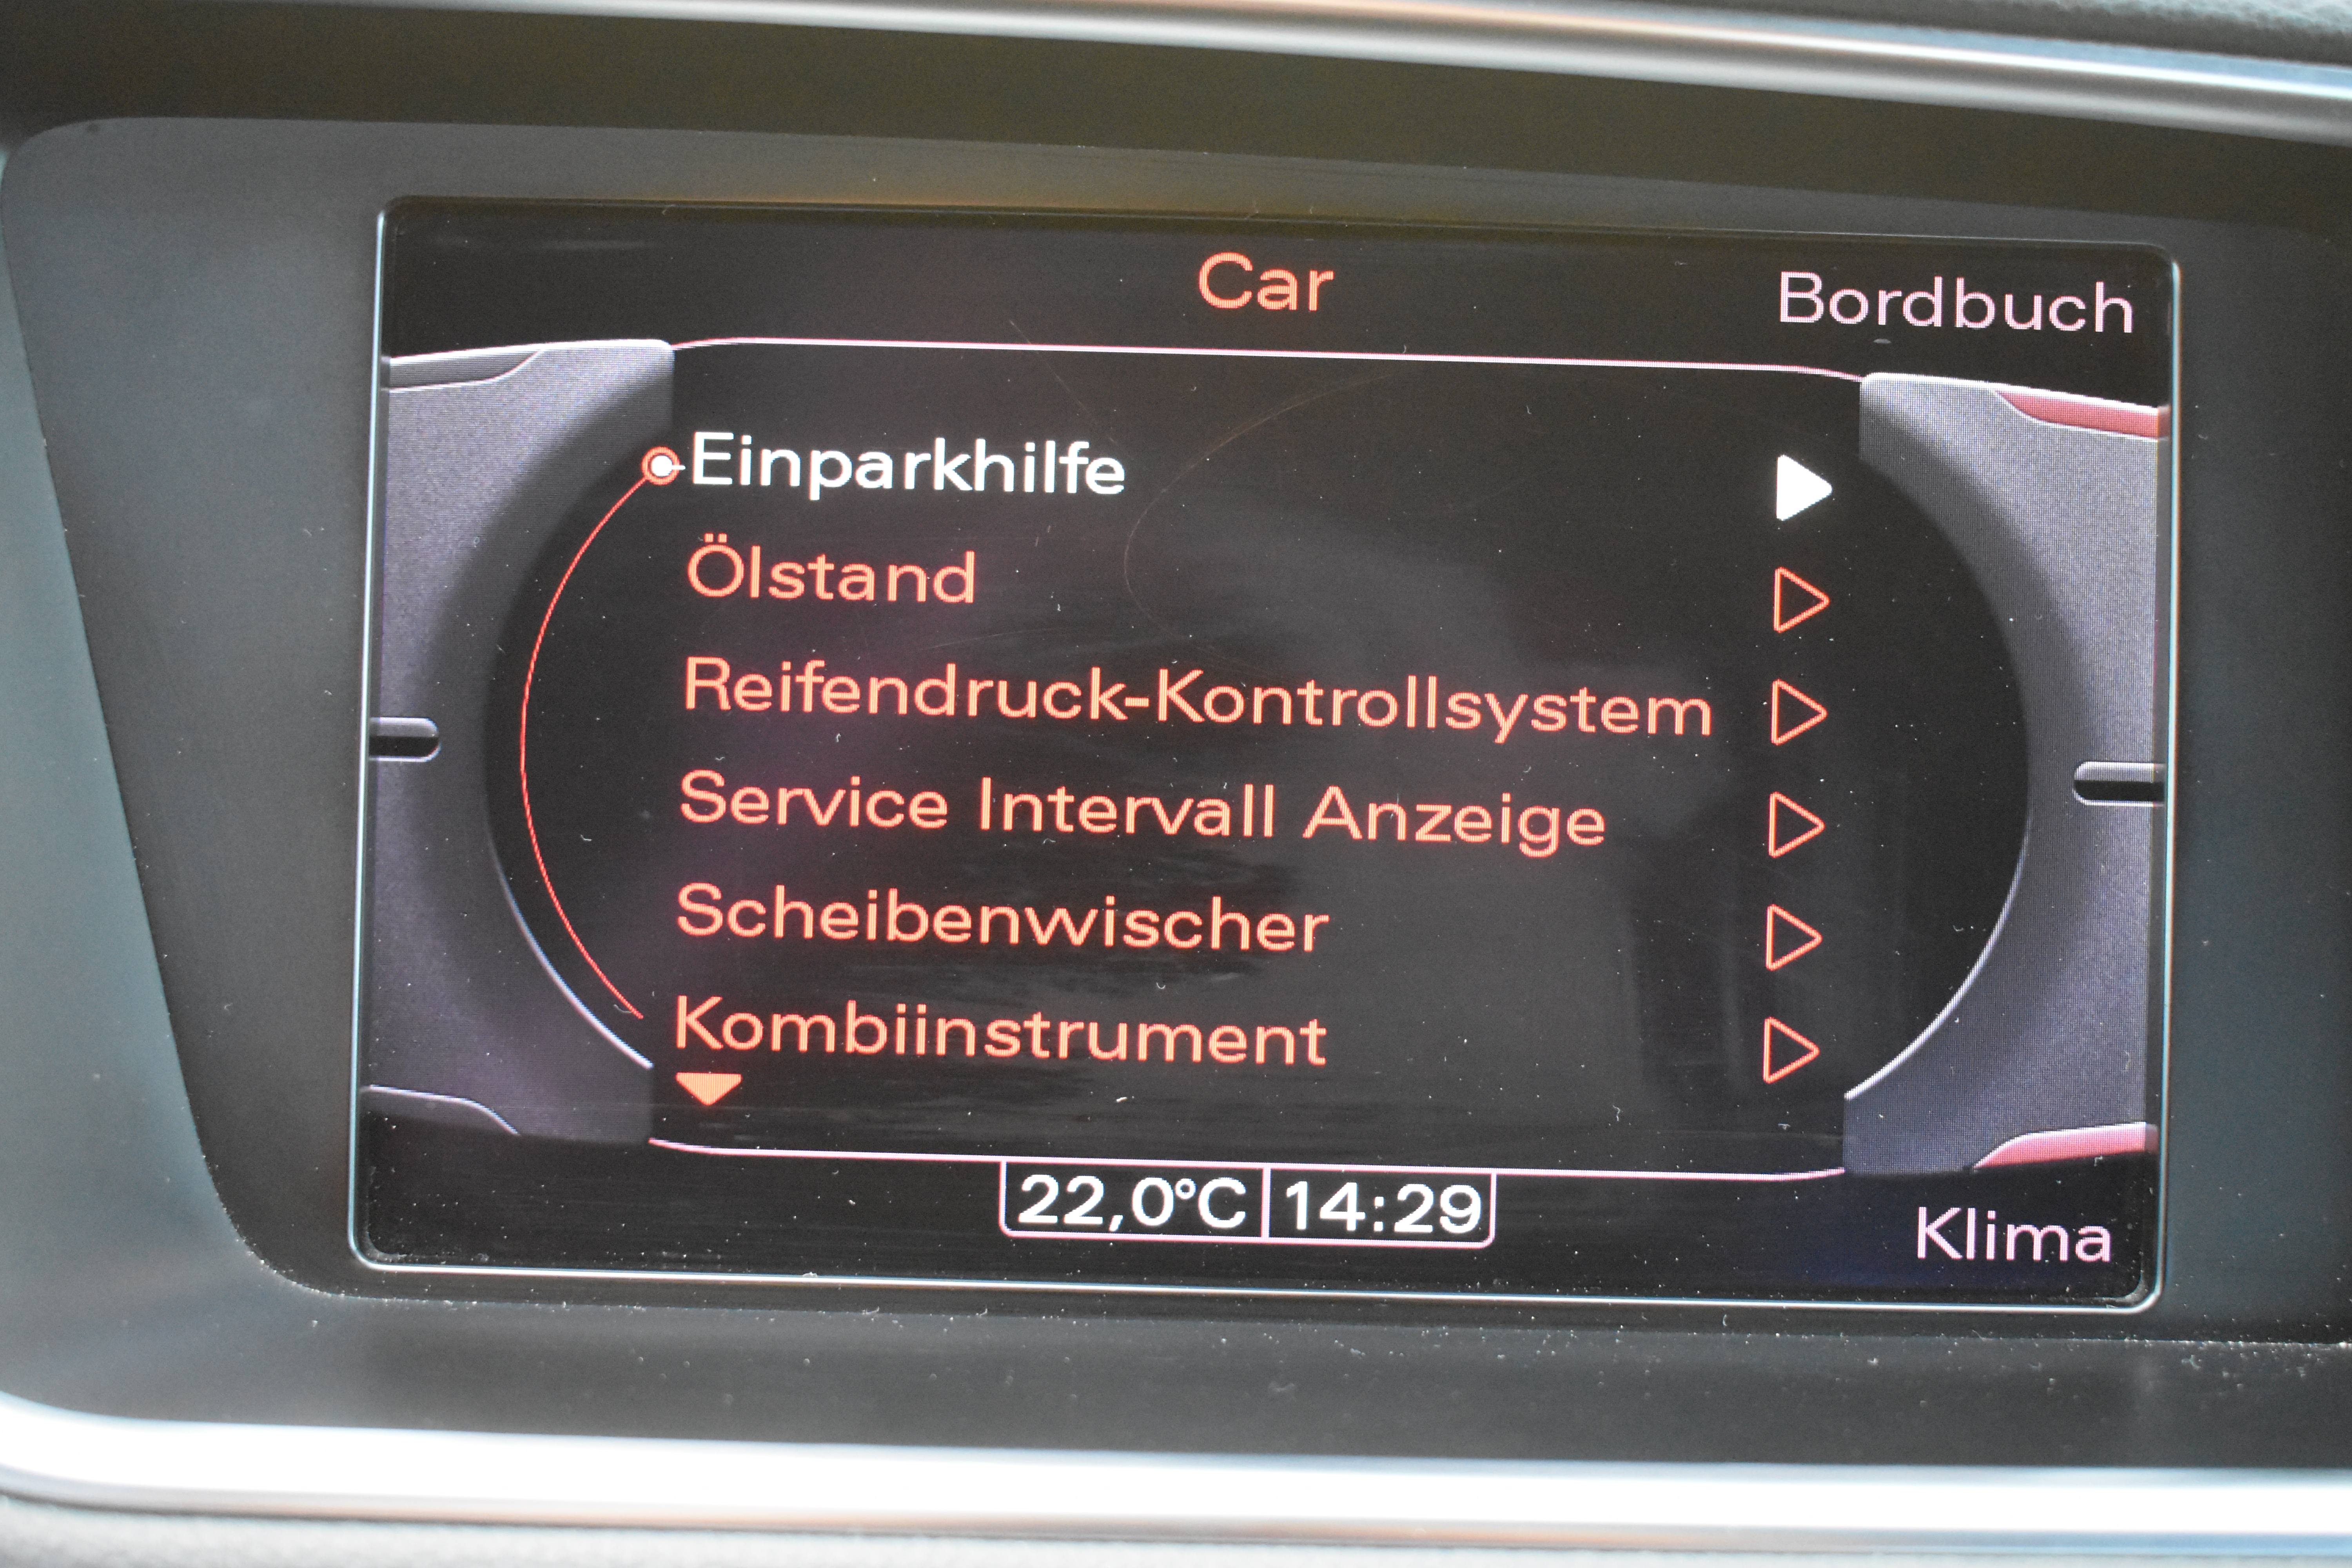 Car
Bordbuch
Einparkhilfe
Ölstand
Reifendruck-Kontrollsystem
Service Intervall Anzeige
Scheibenwischer
Kombiinstrument
22,0°C 14:29
Klima